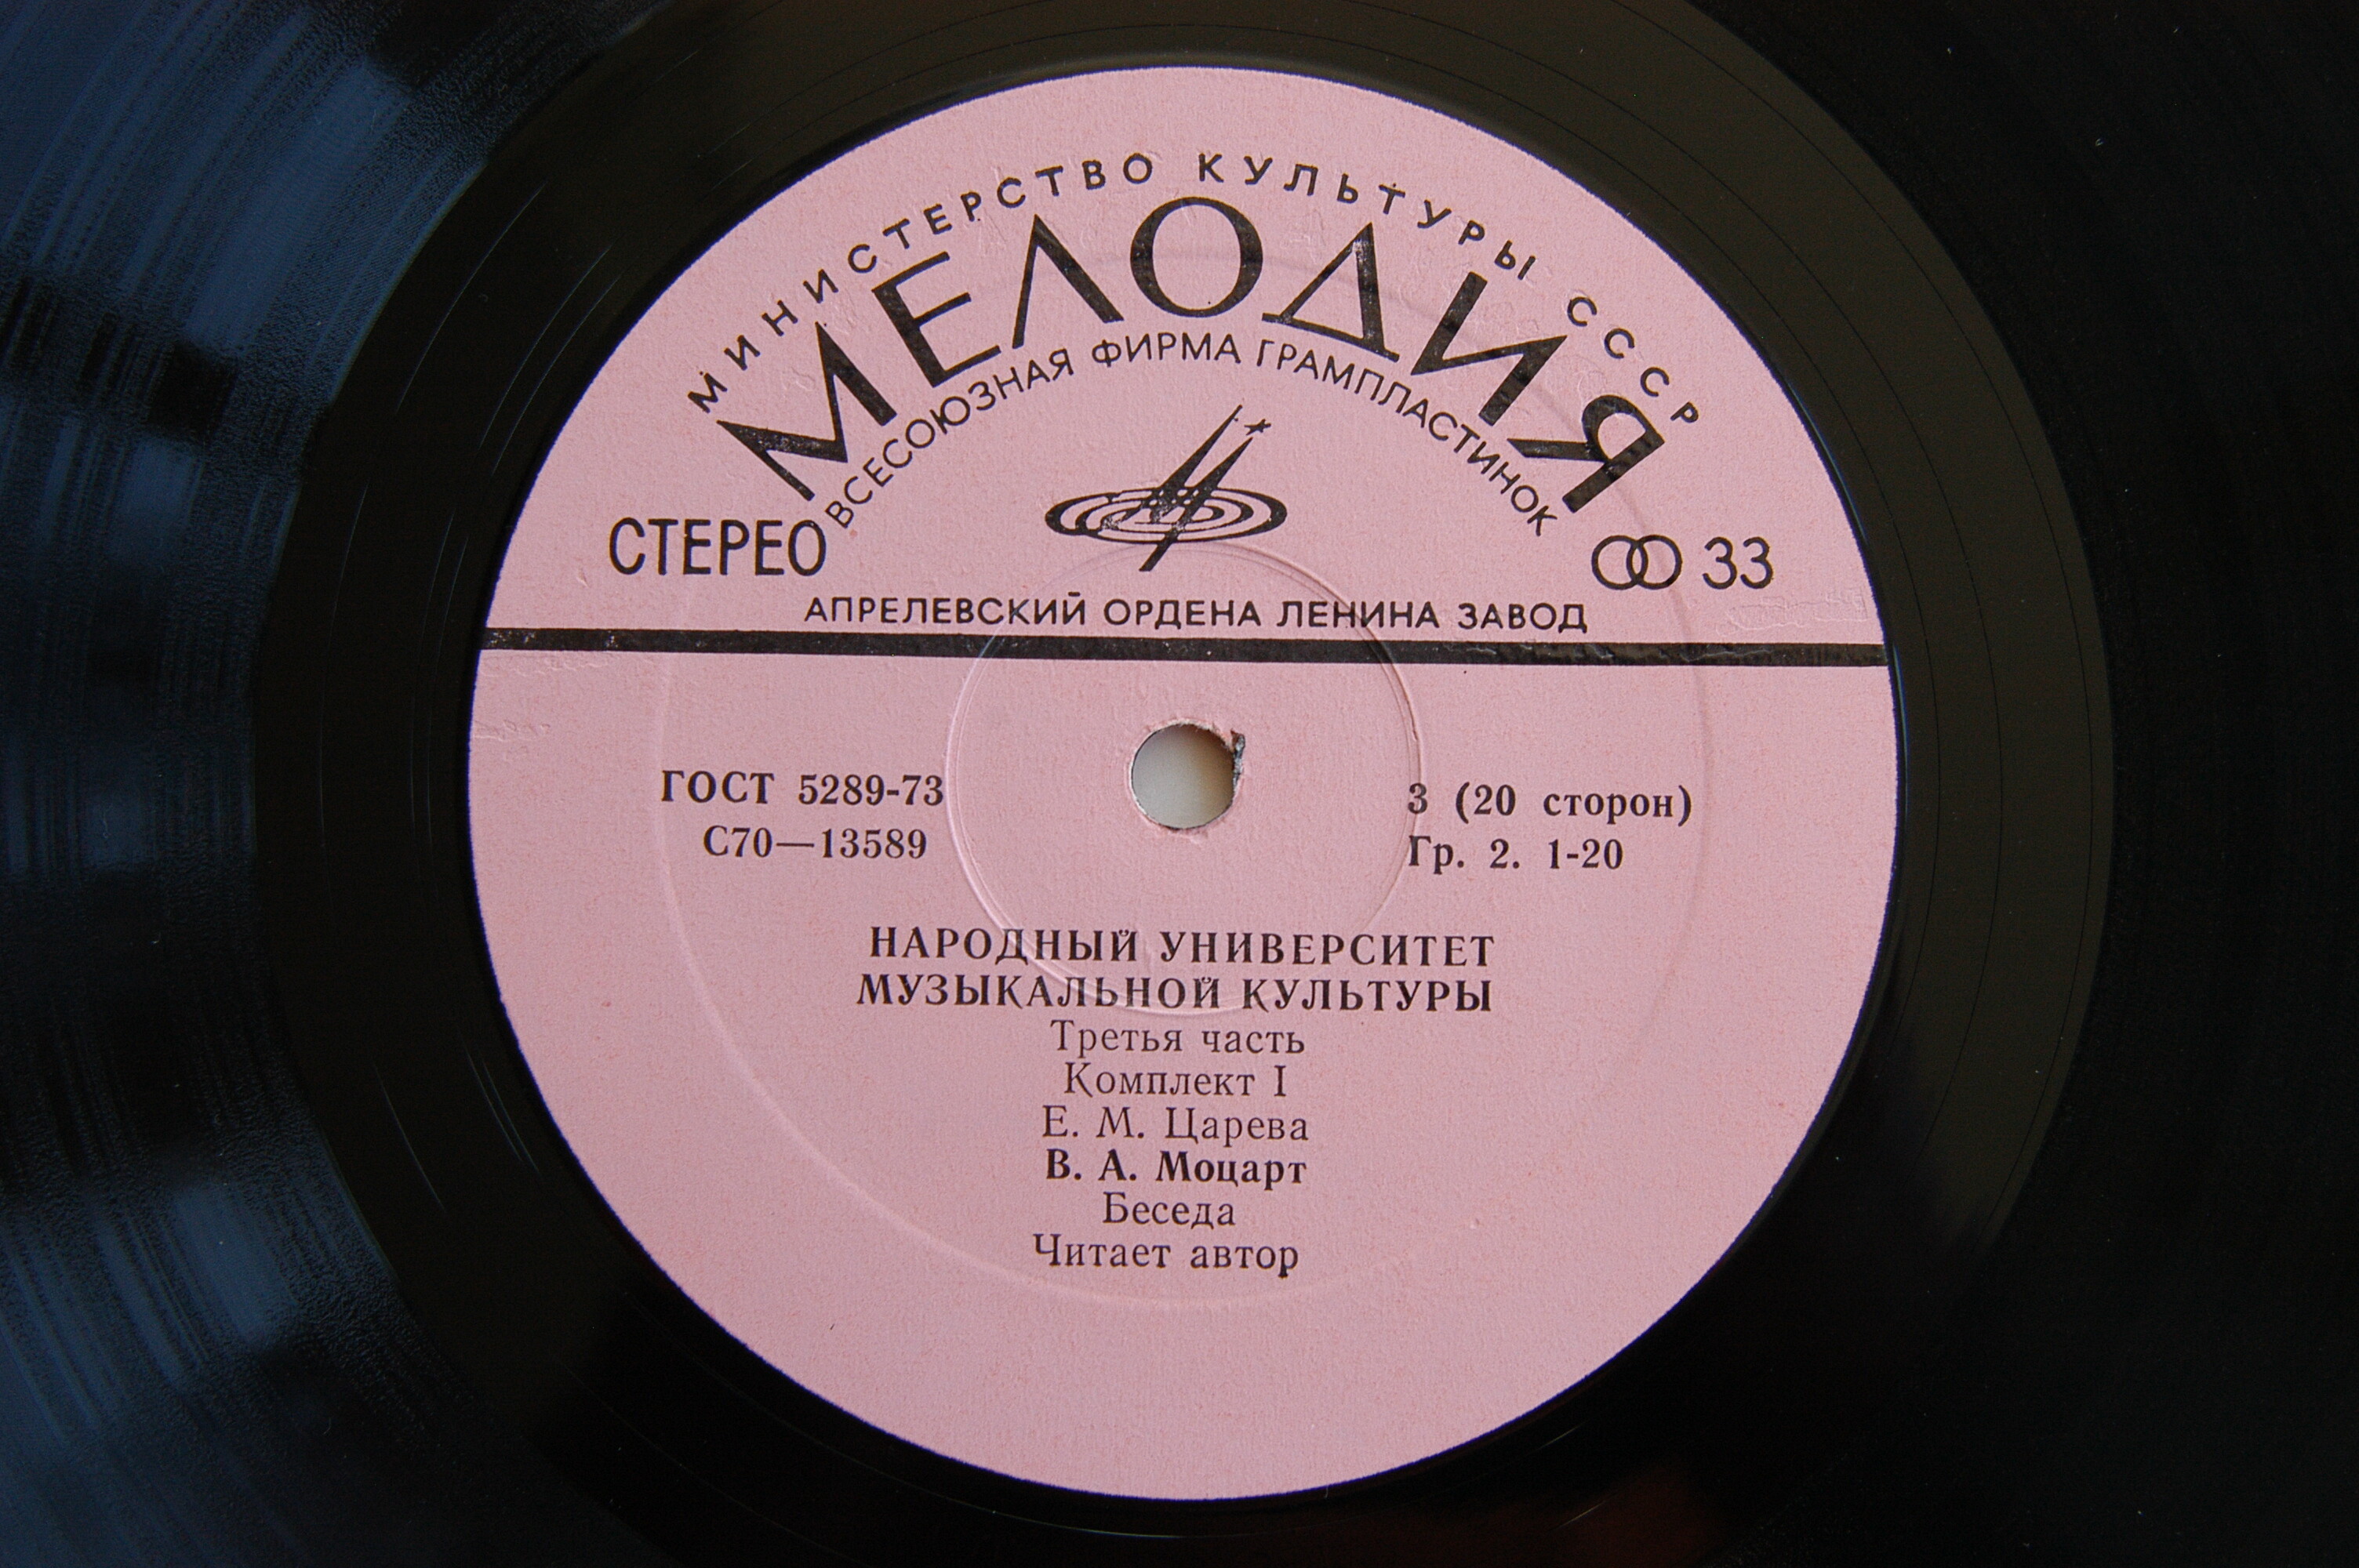 МИНИСТЕРСТВО КУЛЬТУРЫ СССР
МЕЛОДИЯ
ВСЕСОЮЗНАЯ ФИРМА ГРАМПЛАСТИНОК
СТЕРЕО
33
АПРЕЛЕВСКИЙ ОРДЕНА ЛЕНИНА ЗАВОД
ГОСТ 5289-73
С70—13589
3 (20 сторон)
Гр. 2. 1-20
НАРОДНЫЙ УНИВЕРСИТЕТ
МУЗЫКАЛЬНОЙ КУЛЬТУРЫ
Третья часть
Комплект I
Е. М. Царева
В. А. Моцарт
Беседа
Читает автор